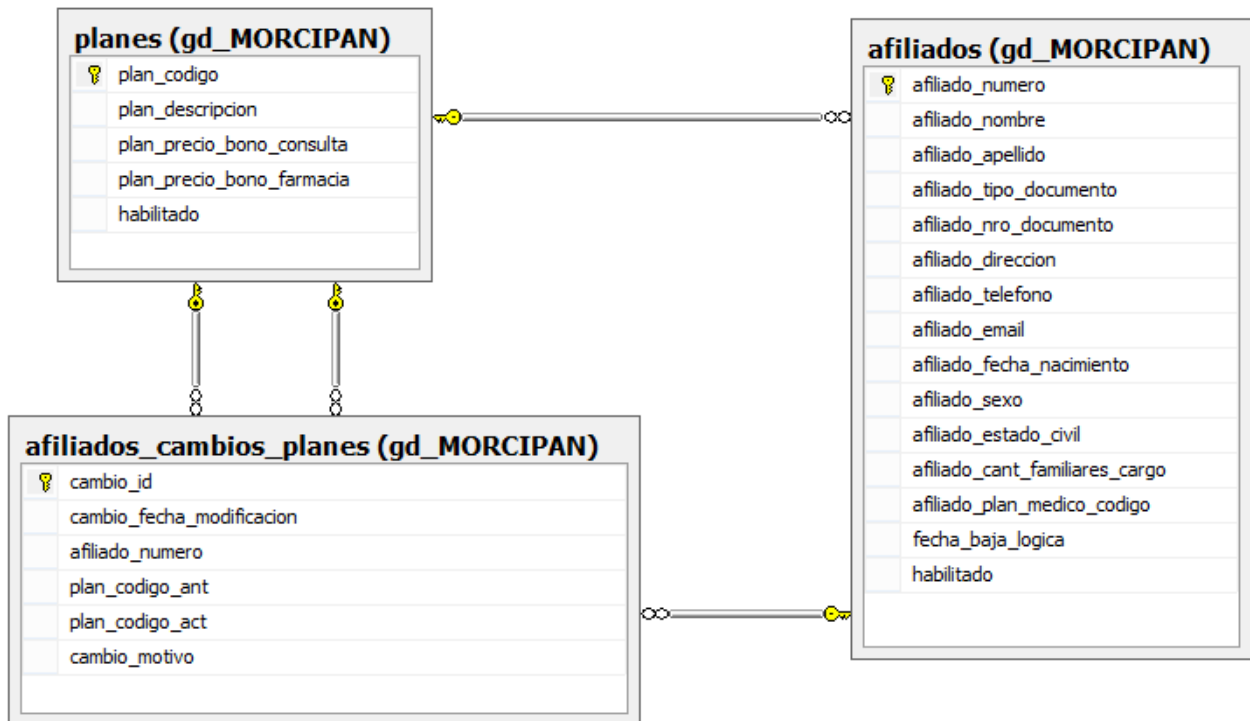 planes (gd_MORCIPAN)
plan_codigo
plan_descripcion
plan_precio_bono_consulta
plan_precio_bono_farmacia
habilitado
afiliados (gd_MORCIPAN)
afiliado_numero
afiliado_nombre
afiliado_apellido
afiliado_tipo_documento
afiliado_nro_documento
afiliado_direccion
afiliado_telefono
afiliado_email
afiliado_fecha_nacimiento
afiliado_sexo
afiliado_estado_civil
afiliado_cant_familiares_cargo
afiliado_plan_medico_codigo
fecha_baja_logica
habilitado
afiliados_cambios_planes (gd_MORCIPAN)
cambio_id
cambio_fecha_modificacion
afiliado_numero
plan_codigo_ant
plan_codigo_act
cambio_motivo